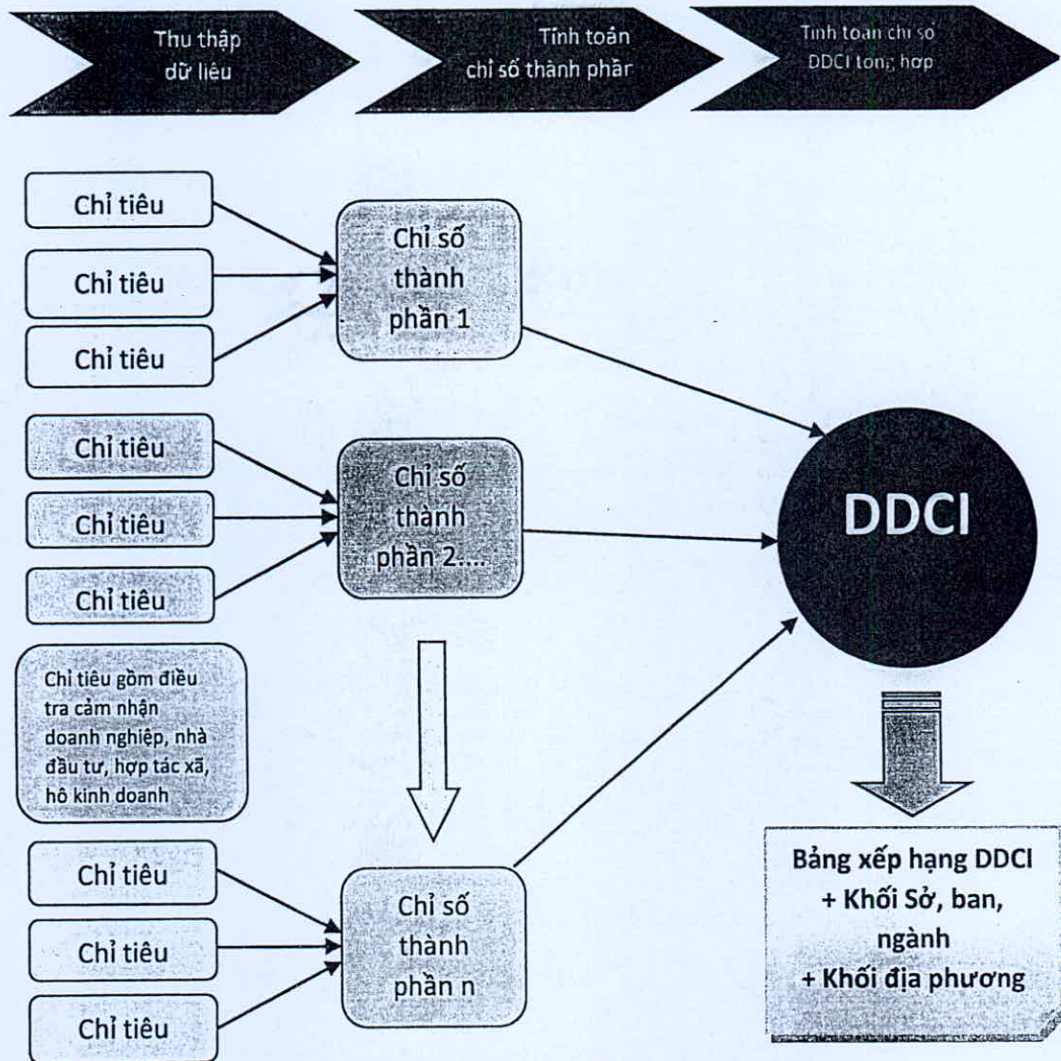 Thu thập
dữ liệu
Tính toán
chỉ số thành phần
Tính toán chỉ số
DDCI tổng hợp
Chỉ tiêu
Chỉ tiêu
Chỉ tiêu
Chỉ số
thành
phần 1
Chỉ tiêu
Chỉ tiêu
Chỉ tiêu
Chỉ số
thành
phần 2....
DDCI
Chỉ tiêu gồm điều
tra cảm nhận
doanh nghiệp, nhà
đầu tư, hợp tác xã,
hộ kinh doanh
Chỉ tiêu
Chỉ tiêu
Chỉ tiêu
Chỉ số
thành
phần n
Bảng xếp hạng DDCI
+ Khối Sở, ban,
ngành
+ Khối địa phương